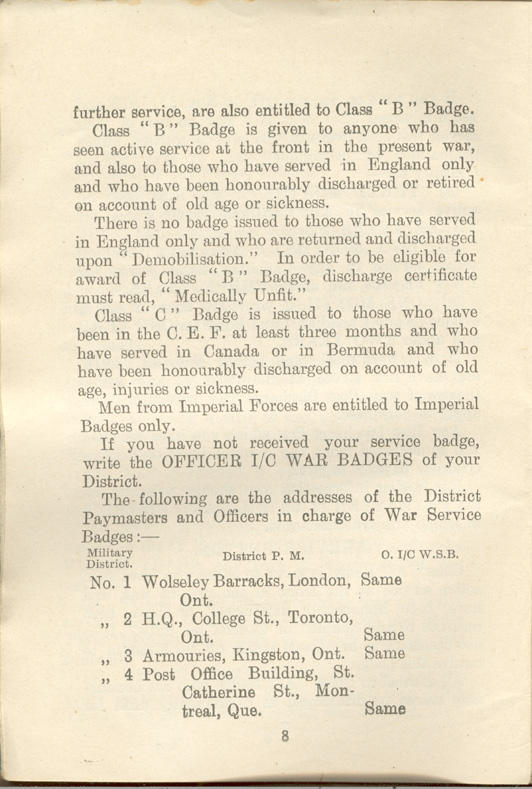 further service, are also entitled to Class “ B ” Badge.
Class “ B ” Badge is given to anyone who has
seen active service at the front in the present war,
and also to those who have served in England only
and who have been honourably discharged or retired
on account of old age or sickness.
There is no badge issued to those who have served
in England only and who are returned and discharged
upon “ Demobilisation.” In order to be eligible for
award of Class “ B ” Badge, discharge certificate
must read, “ Medically Unfit.”
Class “ C ” Badge is issued to those who have
been in the C. E. F. at least three months and who
have served in Canada or in Bermuda and who
have been honourably discharged on account of old
age, injuries or sickness.
Men from Imperial Forces are entitled to Imperial
Badges only.
If you have not received your service badge,
write the OFFICER I/C WAR BADGES of your
District.
The following are the addresses of the District
Paymasters and Officers in charge of War Service
Badges :—
Military
District. District P. M. O. I/C W.S.B.
No. 1 Wolseley Barracks, London, Same
Ont.
„ 2 H.Q., College St., Toronto,
Ont. Same
„ 3 Armouries, Kingston, Ont. Same
„ 4 Post Office Building, St.
Catherine St., Mon-
treal, Que. Same
8